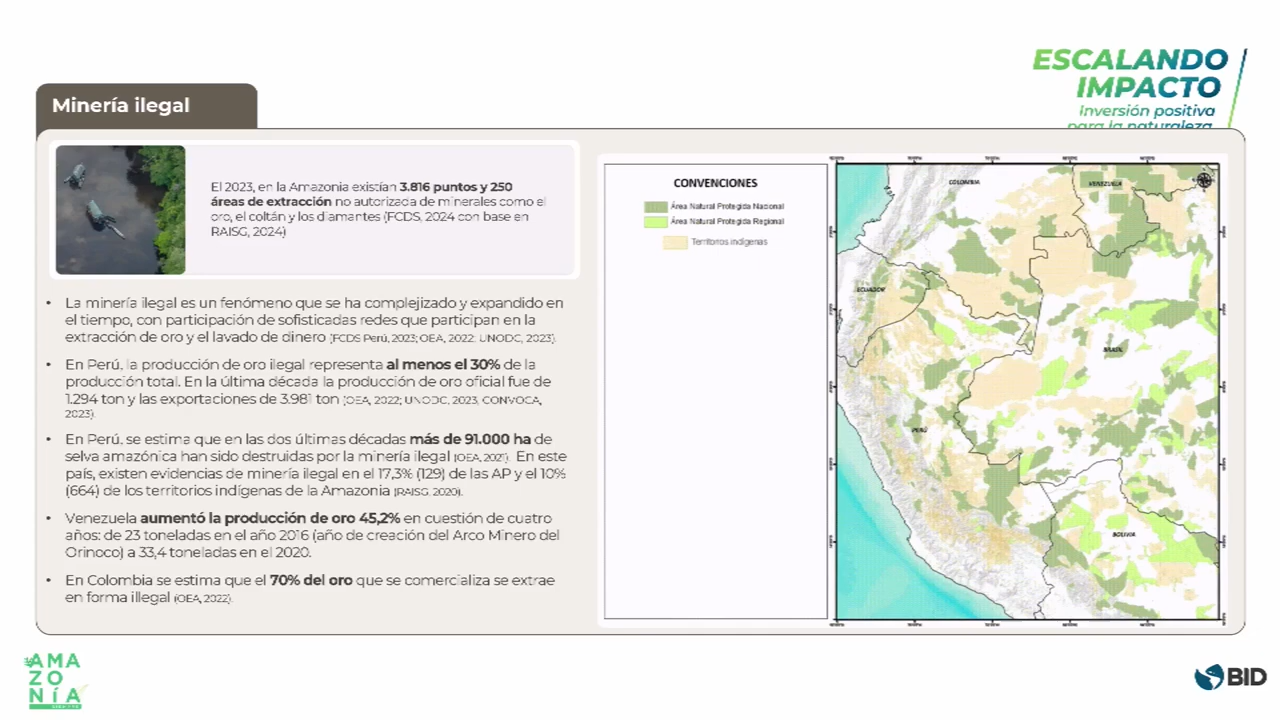 ESCALANDO
IMPACTO
Inversión positiva
para la naturaleza
Minería ilegal
El 2023, en la Amazonia existían 3.816 puntos y 250
áreas de extracción no autorizada de minerales como el
oro, el coltán y los diamantes (FCDS, 2024 con base en
RAISG, 2024)
• La minería ilegal es un fenómeno que se ha complejizado y expandido en
el tiempo, con participación de sofisticadas redes que participan en la
extracción de oro y el lavado de dinero (FCDS Perú, 2023; OEA, 2022; UNODC, 2023).
• En Perú, la producción de oro ilegal representa al menos el 30% de la
producción total. En la última década la producción de oro oficial fue de
1.294 ton y las exportaciones de 3.981 ton (OEA, 2022; UNODC, 2023, CONVOCA,
2023).
• En Perú, se estima que en las dos últimas décadas más de 91.000 ha de
selva amazónica han sido destruidas por la minería ilegal (OEA, 2021). En este
país, existen evidencias de minería ilegal en el 17,3% (129) de las AP y el 10%
(664) de los territorios indígenas de la Amazonia (RAISG, 2020).
• Venezuela aumentó la producción de oro 45,2% en cuestión de cuatro
años: de 23 toneladas en el año 2016 (año de creación del Arco Minero del
Orinoco) a 33,4 toneladas en el 2020.
• En Colombia se estima que el 70% del oro que se comercializa se extrae
en forma illegal (OEA, 2022).
CONVENCIONES
Área Natural Protegida Nacional
Área Natural Protegida Regional
Territorios indígenas
COLOMBIA
VENEZUELA
ECUADOR
BRASIL
PERÚ
BOLIVIA
AMA
ZO
NÍA
BID